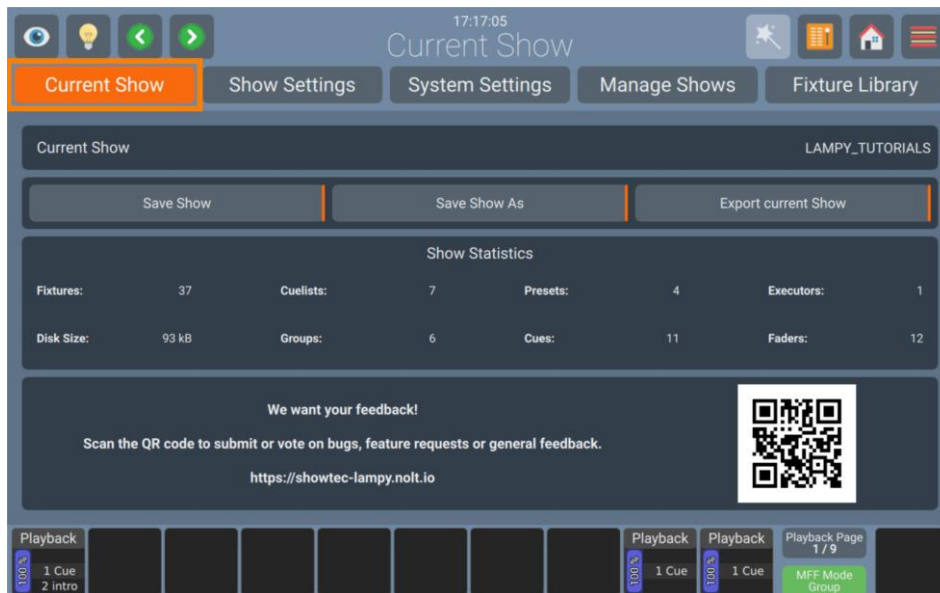 17:17:05
Current Show
Current Show
Show Settings
System Settings
Manage Shows
Fixture Library
Current Show
LAMPY_TUTORIALS
Save Show
Save Show As
Export current Show
Show Statistics
Fixtures: 37
Cuelists: 7
Presets: 4
Executors: 1
Disk Size: 93 kB
Groups: 6
Cues: 11
Faders: 12
We want your feedback!
Scan the QR code to submit or vote on bugs, feature requests or general feedback.
https://showtec-lampy.nolt.io
Playback
100 %
1 Cue
2 intro
Playback
100 %
1 Cue
Playback
100 %
1 Cue
Playback Page
1 / 9
MFF Mode
Group